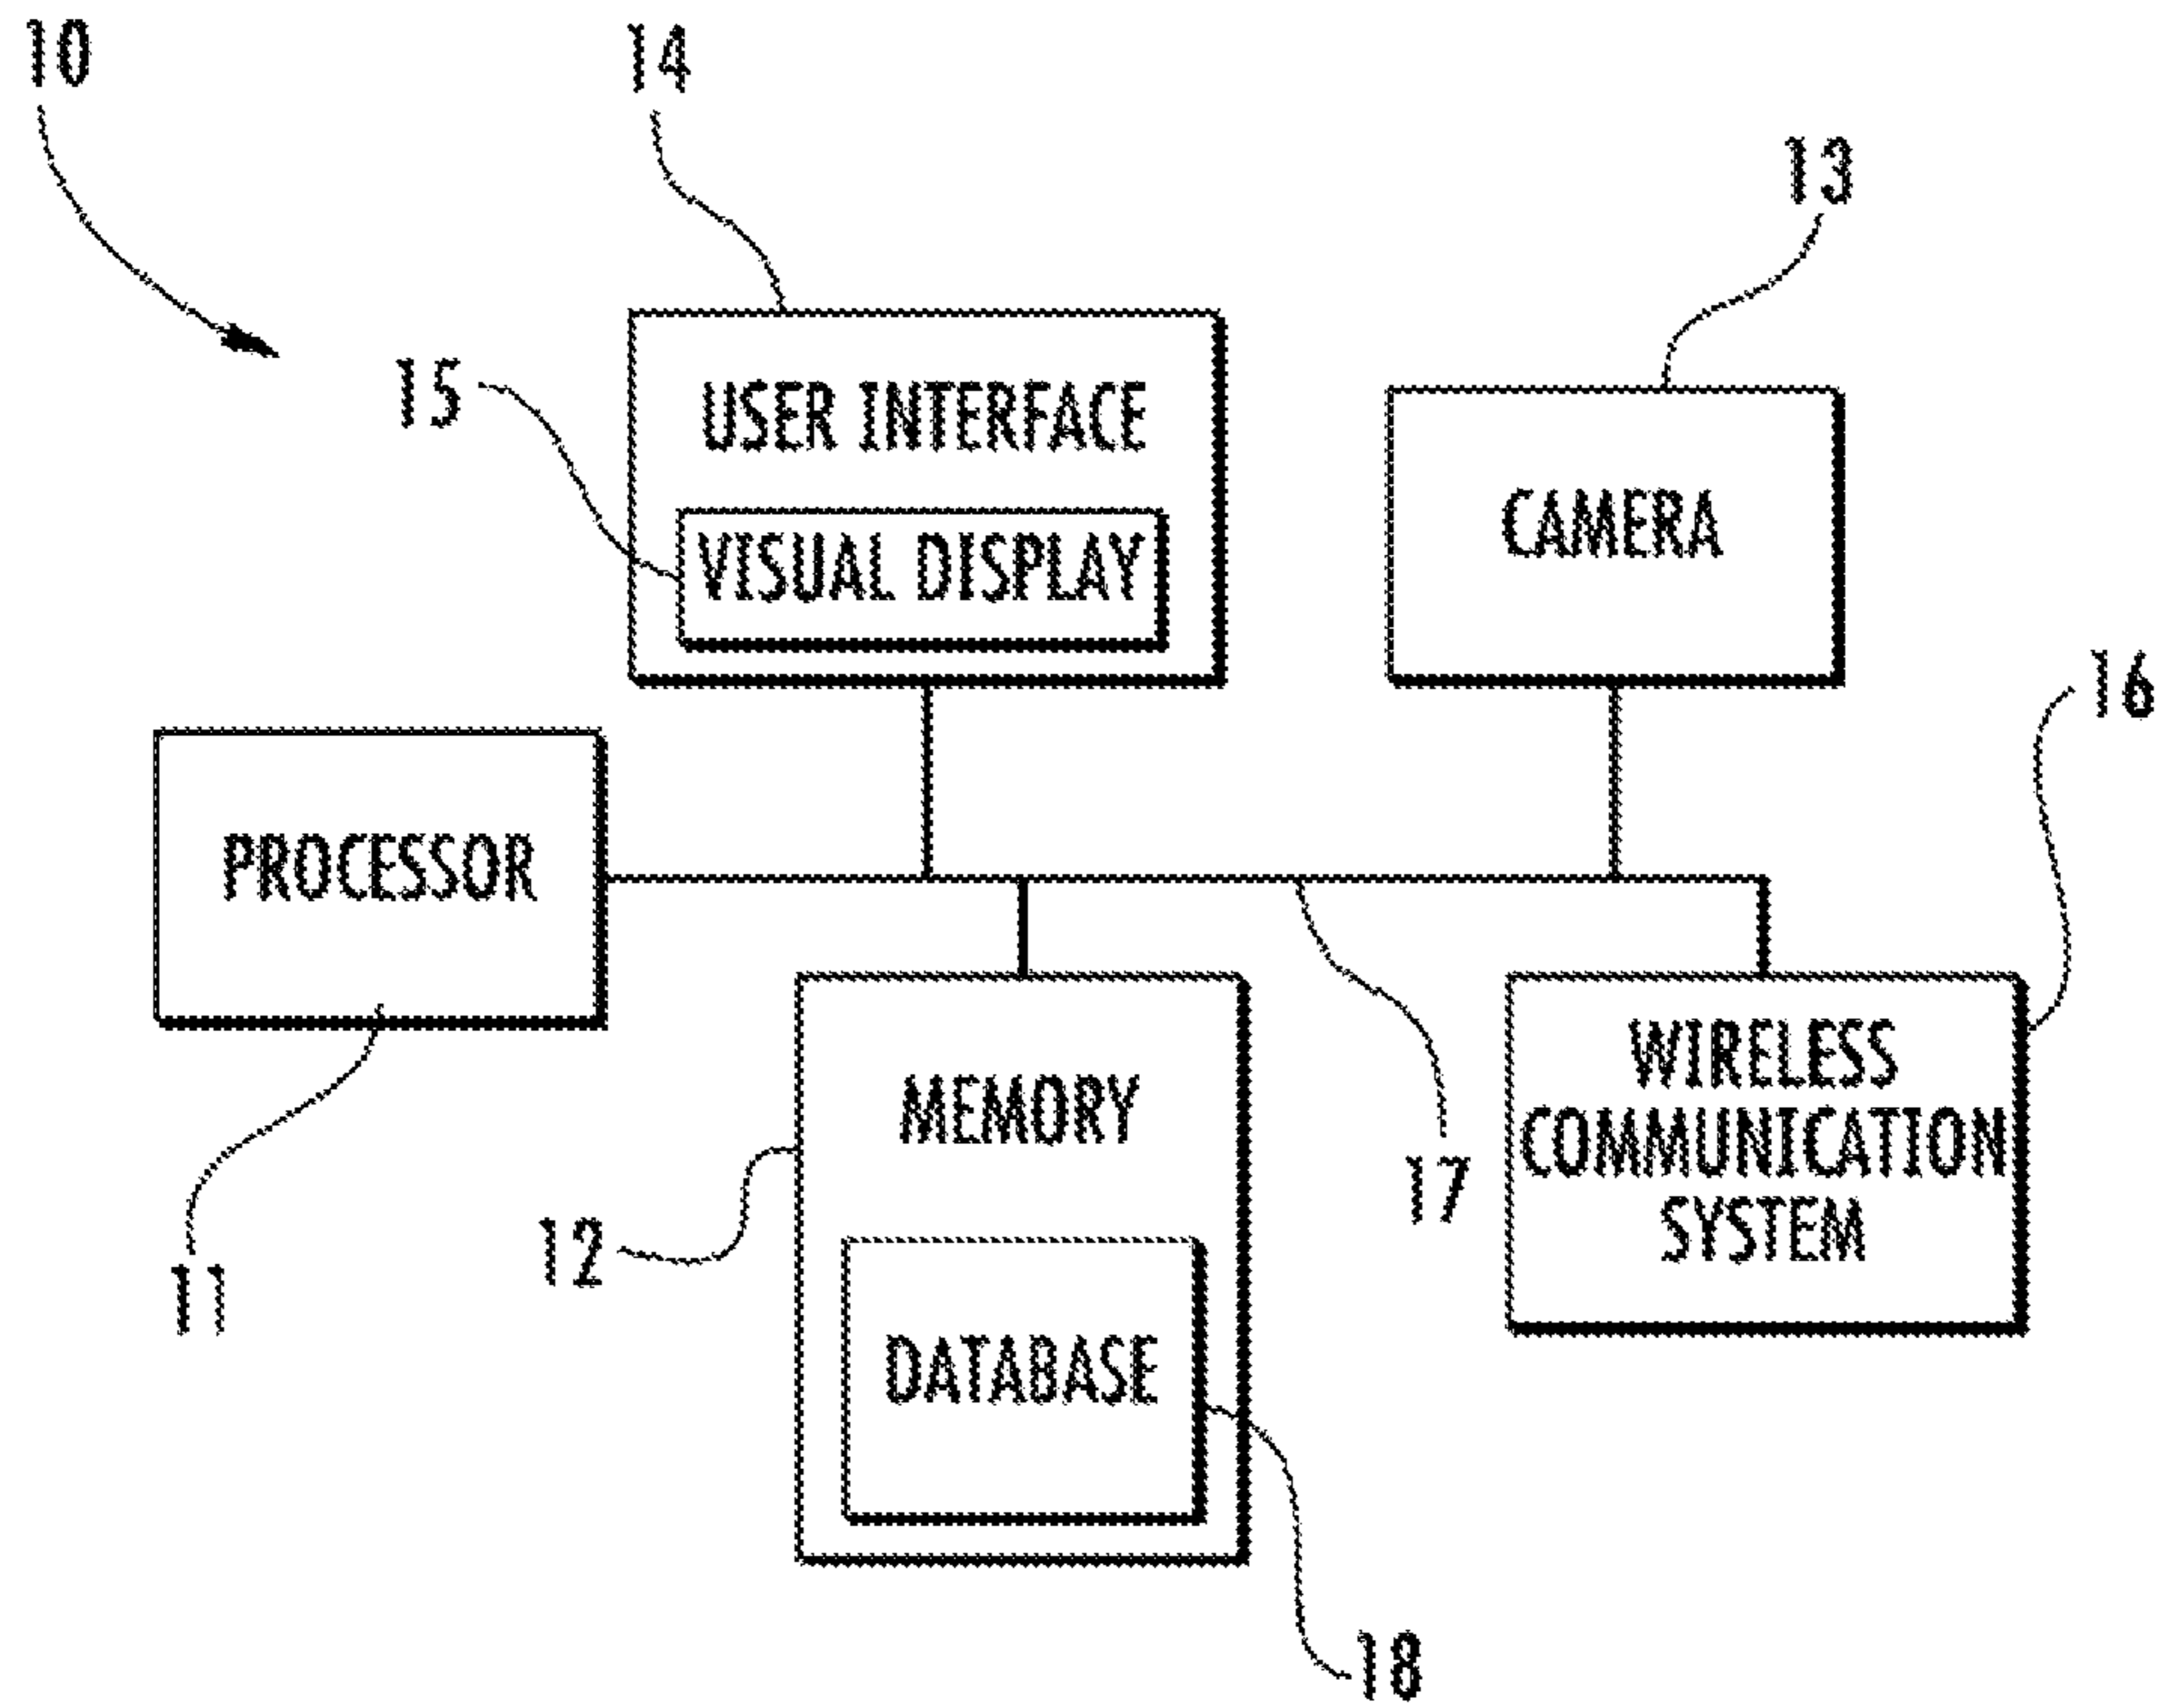 10
14
13
15
USER INTERFACE
VISUAL DISPLAY
CAMERA
16
PROCESSOR
WIRELESS
COMMUNICATION
SYSTEM
MEMORY
17
12
11
DATABASE
18